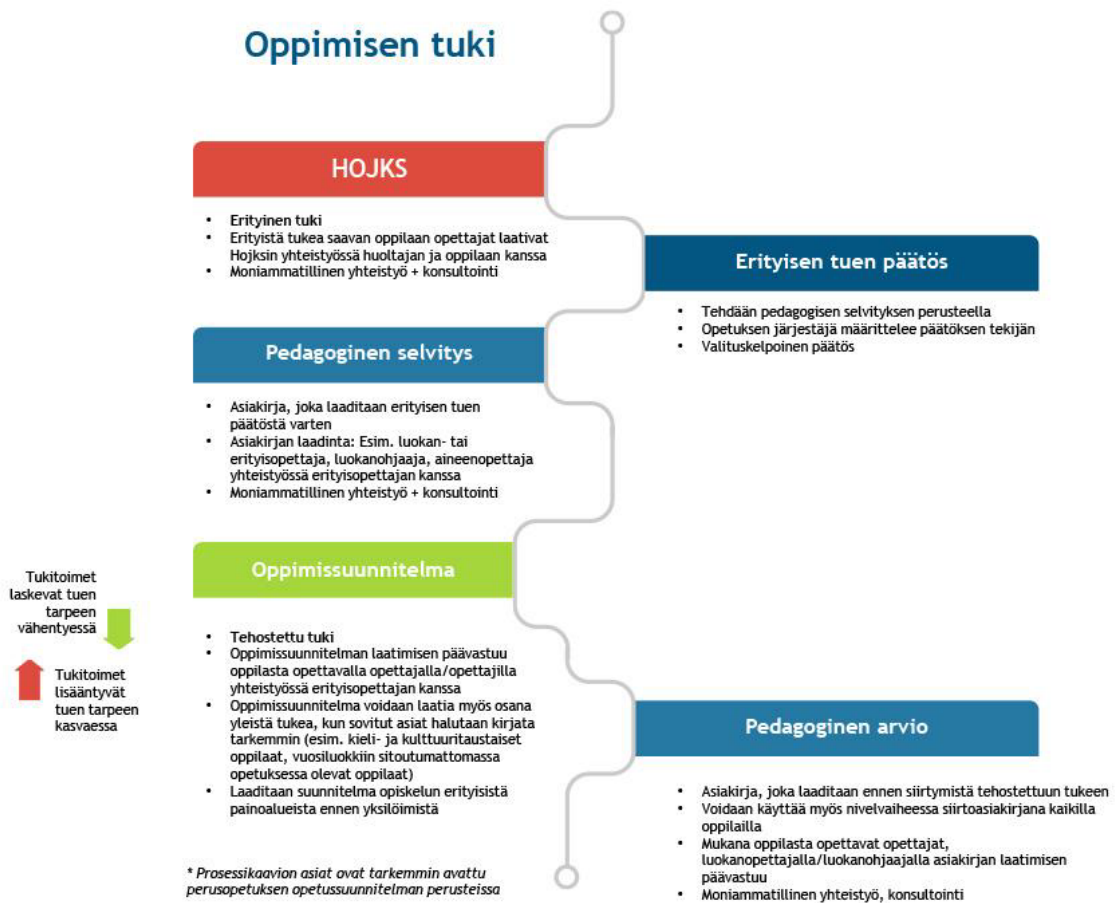 Oppimisen tuki
HOJKS
• Erityinen tuki
• Erityistä tukea saavan oppilaan opettajat laativat
Hojksin yhteistyössä huoltajan ja oppilaan kanssa
• Moniammatillinen yhteistyö + konsultointi
Erityisen tuen päätös
• Tehdään pedagogisen selvityksen perusteella
• Opetuksen järjestäjä määrittelee päätöksen tekijän
• Valituskelpoinen päätös
Pedagoginen selvitys
• Asiakirja, joka laaditaan erityisen tuen
päätöstä varten
• Asiakirjan laadinta: Esim. luokan- tai
erityisopettaja, luokanohjaaja, aineenopettaja
yhteistyössä erityisopettajan kanssa
• Moniammatillinen yhteistyö + konsultointi
Oppimissuunnitelma
• Tehostettu tuki
• Oppimissuunnitelman laatimisen päävastuu
oppilasta opettavalla opettajalla/opettajilla
yhteistyössä erityisopettajan kanssa
• Oppimissuunnitelma voidaan laatia myös osana
yleistä tukea, kun sovitut asiat halutaan kirjata
tarkemmin (esim. kieli- ja kulttuuritaustaiset
oppilaat, vuosiluokkiin sitoutumattomassa
opetuksessa olevat oppilaat)
• Laaditaan suunnitelma opiskelun erityisistä
painoalueista ennen yksilöimistä
Tukitoimet
laskevat tuen
tarpeen
vähentyessä
Tukitoimet
lisääntyvät
tuen tarpeen
kasvaessa
Pedagoginen arvio
• Asiakirja, joka laaditaan ennen siirtymistä tehostettuun tukeen
• Voidaan käyttää myös nivelvaiheessa siirtoasiakirjana kaikilla
oppilailla
• Mukana oppilasta opettavat opettajat,
luokanopettajalla/luokanohjaajalla asiakirjan laatimisen
päävastuu
• Moniammatillinen yhteistyö, konsultointi
* Prosessikaavion asiat ovat tarkemmin avattu
perusopetuksen opetussuunnitelman perusteissa